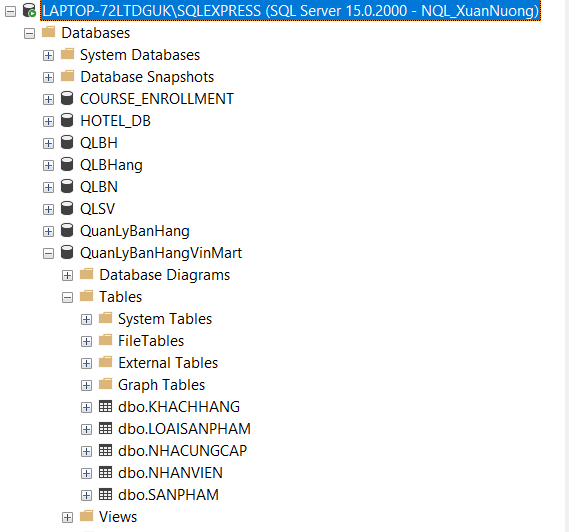 LAPTOP-72LTDGUK\SQLEXPRESS (SQL Server 15.0.2000 - NQL_XuanNuong)
Databases
System Databases
Database Snapshots
COURSE_ENROLLMENT
HOTEL_DB
QLBH
QLBHang
QLBN
QLSV
QuanLyBanHang
QuanLyBanHangVinMart
Database Diagrams
Tables
System Tables
FileTables
External Tables
Graph Tables
dbo.KHACHHANG
dbo.LOAISANPHAM
dbo.NHACUNGCAP
dbo.NHANVIEN
dbo.SANPHAM
Views